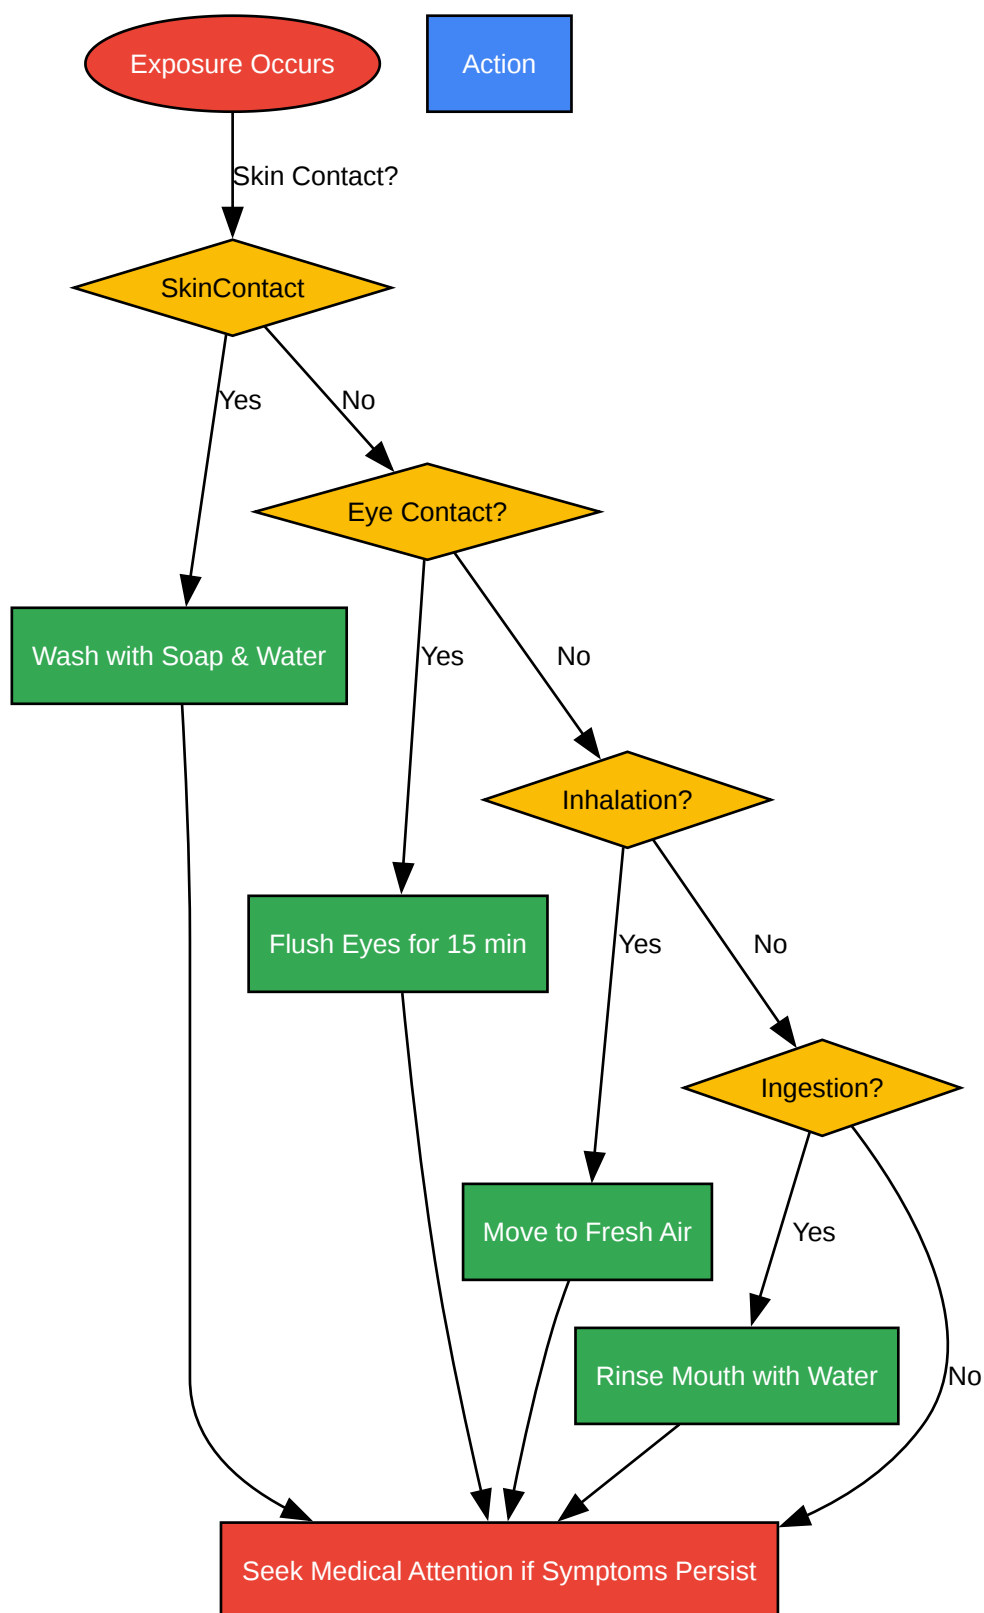 Exposure Occurs
Action
Skin Contact?
SkinContact
Yes
No
Eye Contact?
Wash with Soap & Water
Yes
No
Inhalation?
Flush Eyes for 15 min
Yes
No
Ingestion?
Move to Fresh Air
Yes
Rinse Mouth with Water
No
Seek Medical Attention if Symptoms Persist